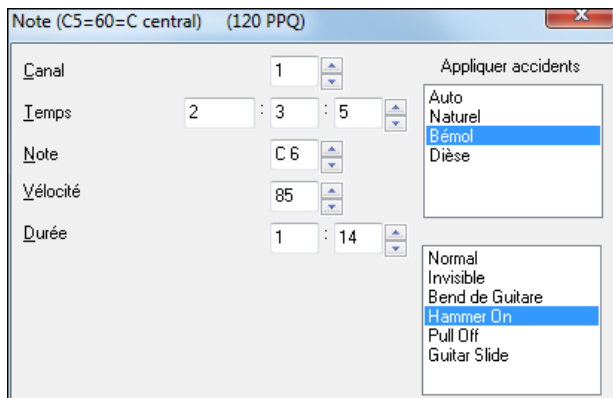 Note (C5=60=C central) (120 PPQ)
Canal 1
Temps 2 : 3 : 5
Note C 6
Vélocité 85
Durée 1 : 14
Appliquer accidents
Auto
Naturel
Bémol
Dièse
Normal
Invisible
Bend de Guitare
Hammer On
Pull Off
Guitar Slide